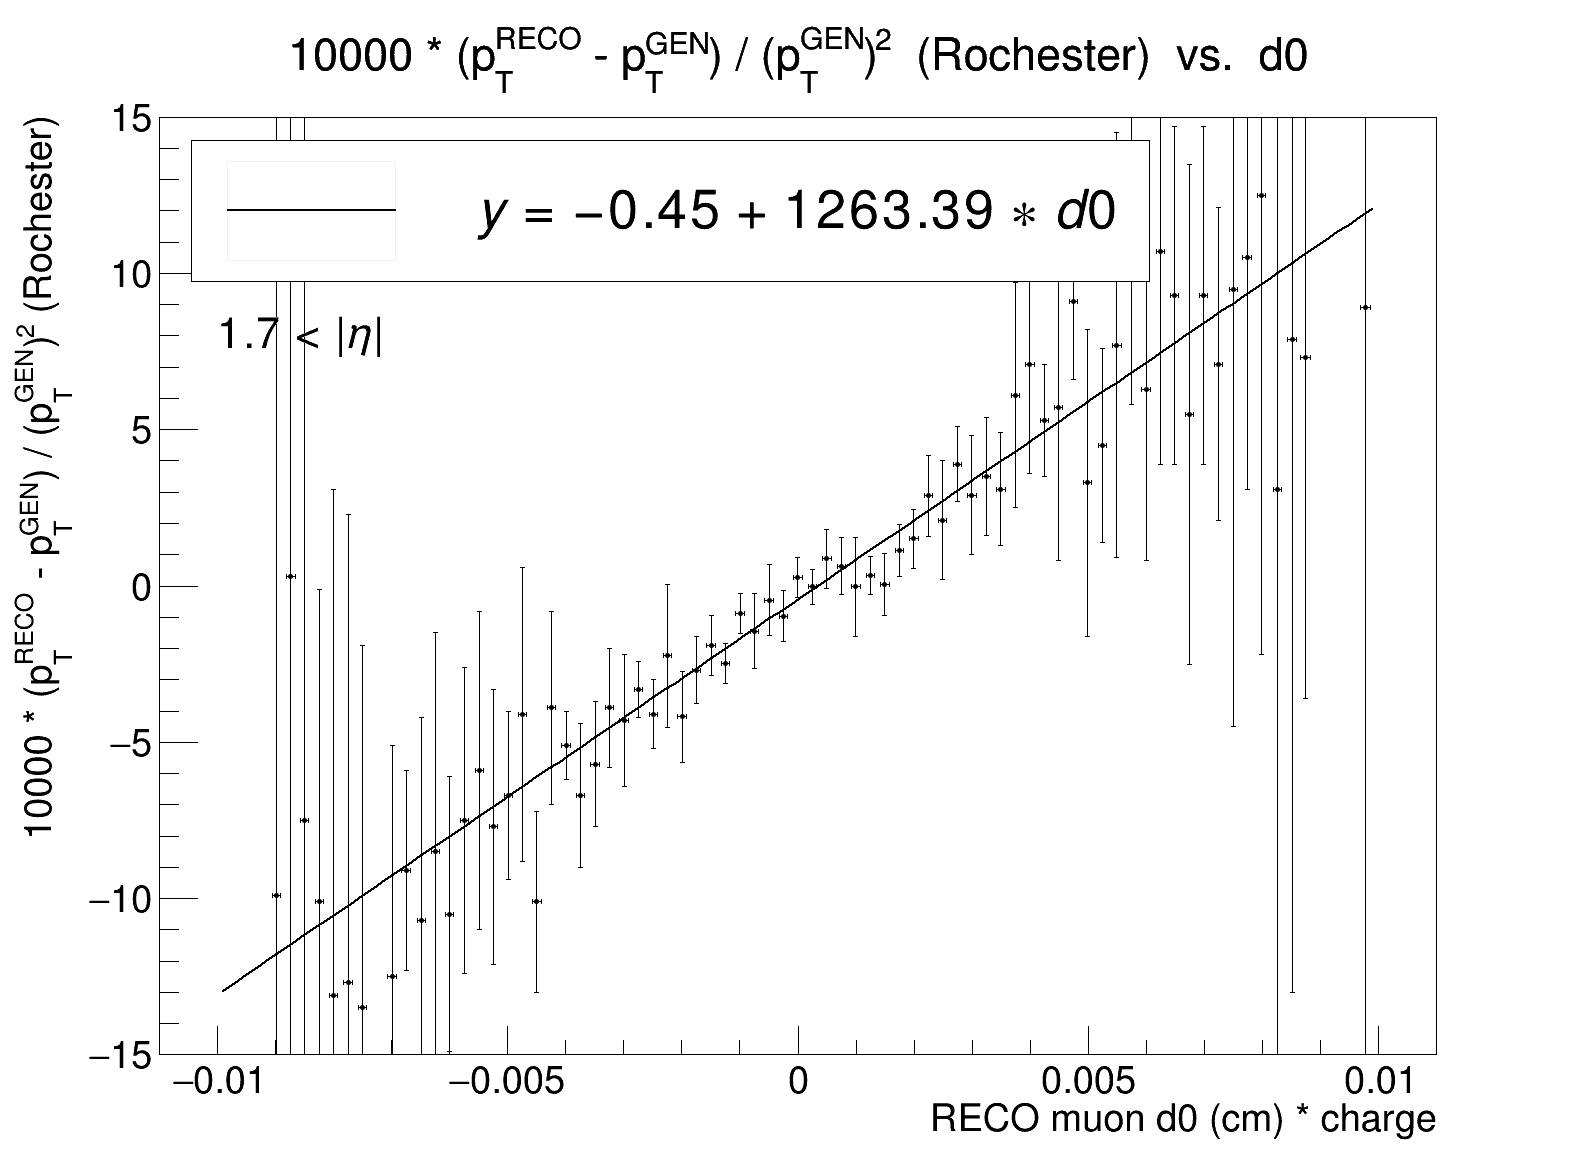 10000 * (p_T^RECO - p_T^GEN) / (p_T^GEN)^2 (Rochester) vs. d0
10000 * (p_T^RECO - p_T^GEN) / (p_T^GEN)^2 (Rochester)
15
10
5
0
−5
−10
−15
y = −0.45 + 1263.39 * d0
1.7 < |η|
−0.01
−0.005
0
0.005
0.01
RECO muon d0 (cm) * charge